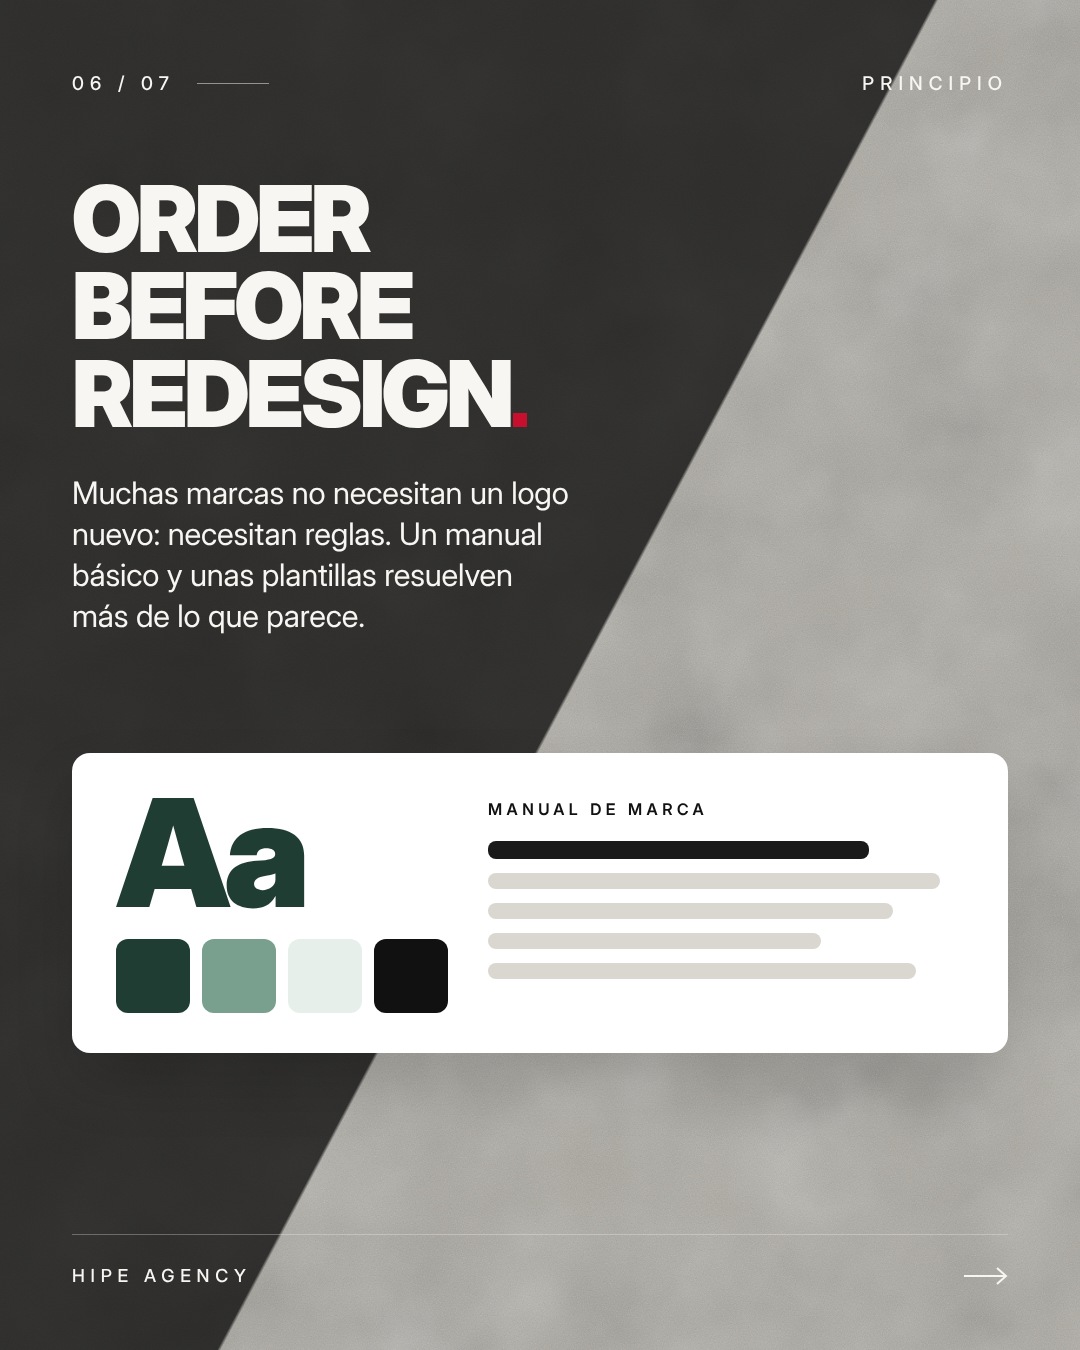 06 / 07
PRINCIPIO
ORDER
BEFORE
REDESIGN.
Muchas marcas no necesitan un logo
nuevo: necesitan reglas. Un manual
básico y unas plantillas resuelven
más de lo que parece.
Aa
MANUAL DE MARCA
HIPE AGENCY